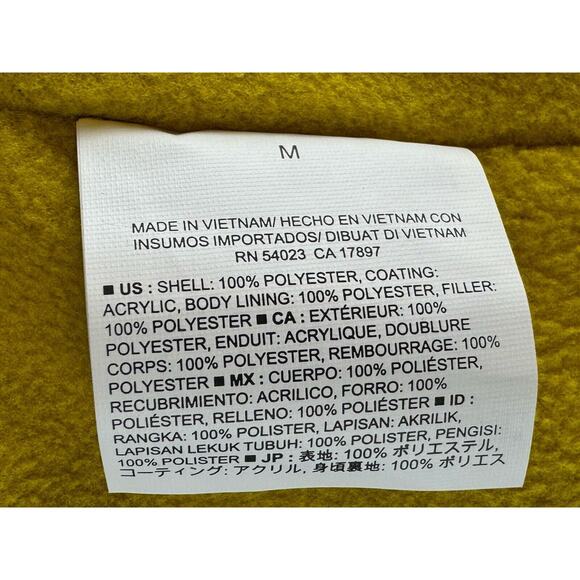 M
MADE IN VIETNAM/ HECHO EN VIETNAM CON
INSUMOS IMPORTADOS/ DIBUAT DI VIETNAM
RN 54023 CA 17897
■ US : SHELL: 100% POLYESTER, COATING:
ACRYLIC, BODY LINING: 100% POLYESTER, FILLER:
100% POLYESTER ■ CA : EXTÉRIEUR: 100%
POLYESTER, ENDUIT: ACRYLIQUE, DOUBLURE
CORPS: 100% POLYESTER, REMBOURRAGE: 100%
POLYESTER ■ MX : CUERPO: 100% POLIÉSTER,
RECUBRIMIENTO: ACRILICO, FORRO: 100%
POLIÉSTER, RELLENO: 100% POLIÉSTER ■ ID :
RANGKA: 100% POLISTER, LAPISAN: AKRILIK,
LAPISAN LEKUK TUBUH: 100% POLISTER, PENGISI:
100% POLISTER ■ JP : 表地: 100% ポリエステル,
コーティング: アクリル, 身頃裏地: 100% ポリエス